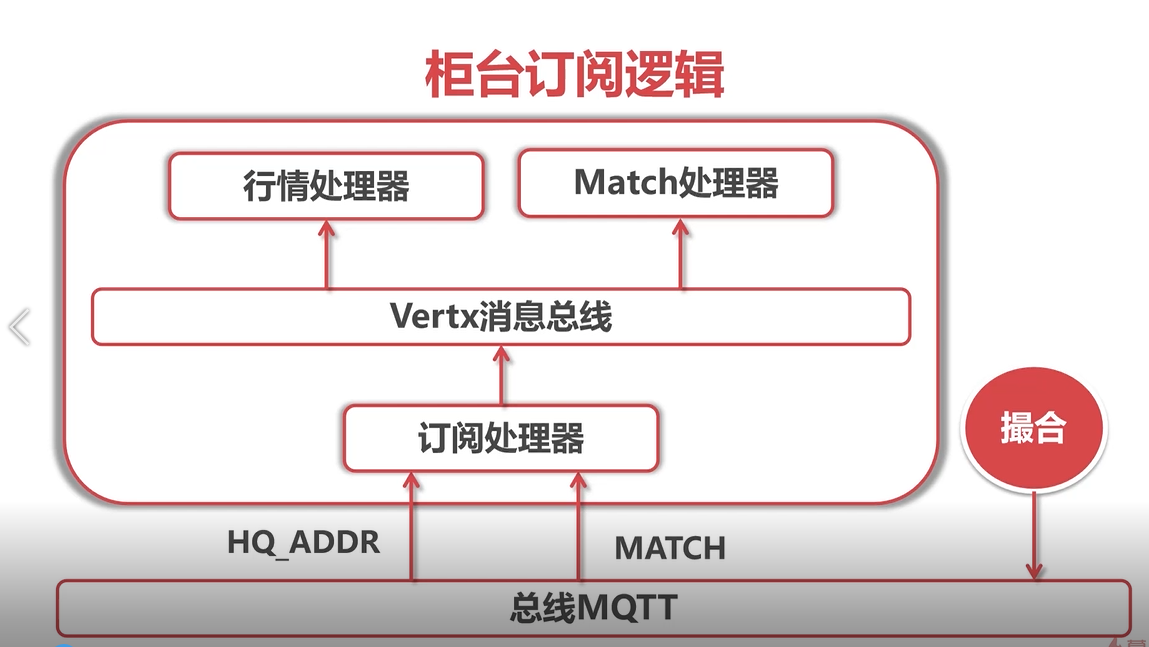 柜台订阅逻辑
行情处理器
Match处理器
Vertx消息总线
订阅处理器
撮合
HQ_ADDR
MATCH
总线MQTT